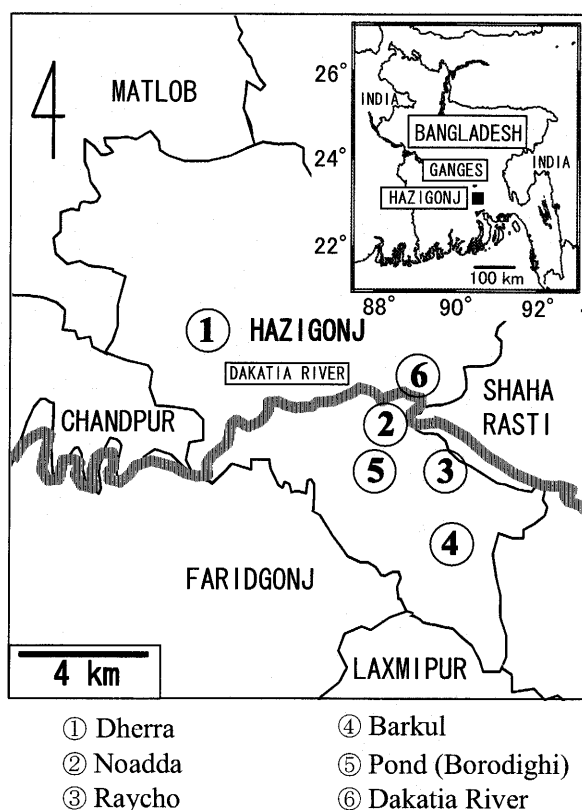 MATLOB
4
26°
24°
22°
88°
90°
92°
INDIA
BANGLADESH
GANGES
INDIA
HAZIGONJ
100 km
① HAZIGONJ
DAKATIA RIVER
⑥
SHAHA
RASTI
CHANDPUR
②
⑤
③
④
FARIDGONJ
4 km
LAXMIPUR
① Dherra
② Noadda
③ Raycho
④ Barkul
⑤ Pond (Borodighi)
⑥ Dakatia River